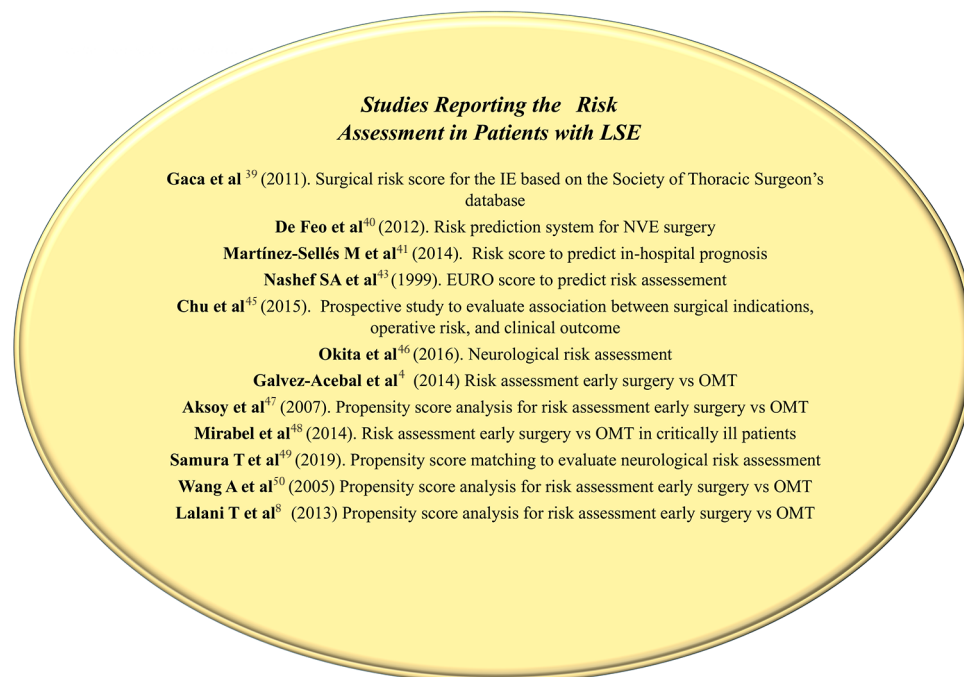 Studies Reporting the Risk
Assessment in Patients with LSE
Gaca et al 39 (2011). Surgical risk score for the IE based on the Society of Thoracic Surgeon’s
database
De Feo et al40 (2012). Risk prediction system for NVE surgery
Martínez-Sellés M et al41 (2014). Risk score to predict in-hospital prognosis
Nashef SA et al43 (1999). EURO score to predict risk assessement
Chu et al45 (2015). Prospective study to evaluate association between surgical indications,
operative risk, and clinical outcome
Okita et al46 (2016). Neurological risk assessment
Galvez-Acebal et al4 (2014) Risk assessment early surgery vs OMT
Aksoy et al47 (2007). Propensity score analysis for risk assessment early surgery vs OMT
Mirabel et al48 (2014). Risk assessment early surgery vs OMT in critically ill patients
Samura T et al49 (2019). Propensity score matching to evaluate neurological risk assessment
Wang A et al50 (2005) Propensity score analysis for risk assessment early surgery vs OMT
Lalani T et al8 (2013) Propensity score analysis for risk assessment early surgery vs OMT